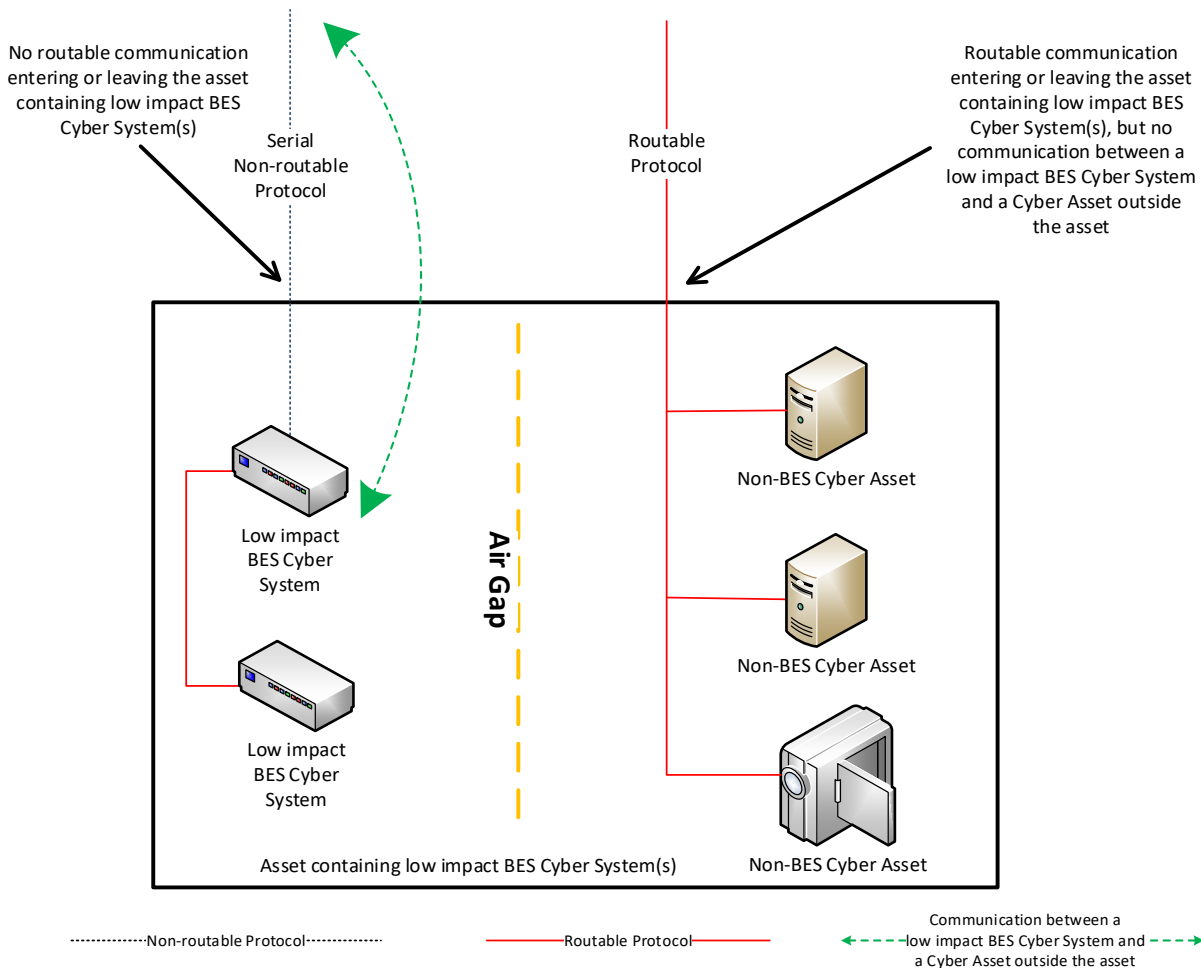 No routable communication
entering or leaving the asset
containing low impact BES
Cyber System(s)
Serial
Non-routable
Protocol
Routable
Protocol
Routable communication
entering or leaving the asset
containing low impact BES
Cyber System(s), but no
communication between a
low impact BES Cyber System
and a Cyber Asset outside
the asset
Low impact
BES Cyber
System
Low impact
BES Cyber
System
Air Gap
Non-BES Cyber Asset
Non-BES Cyber Asset
Non-BES Cyber Asset
Asset containing low impact BES Cyber System(s)
Non-routable Protocol
Routable Protocol
Communication between a
low impact BES Cyber System and
a Cyber Asset outside the asset